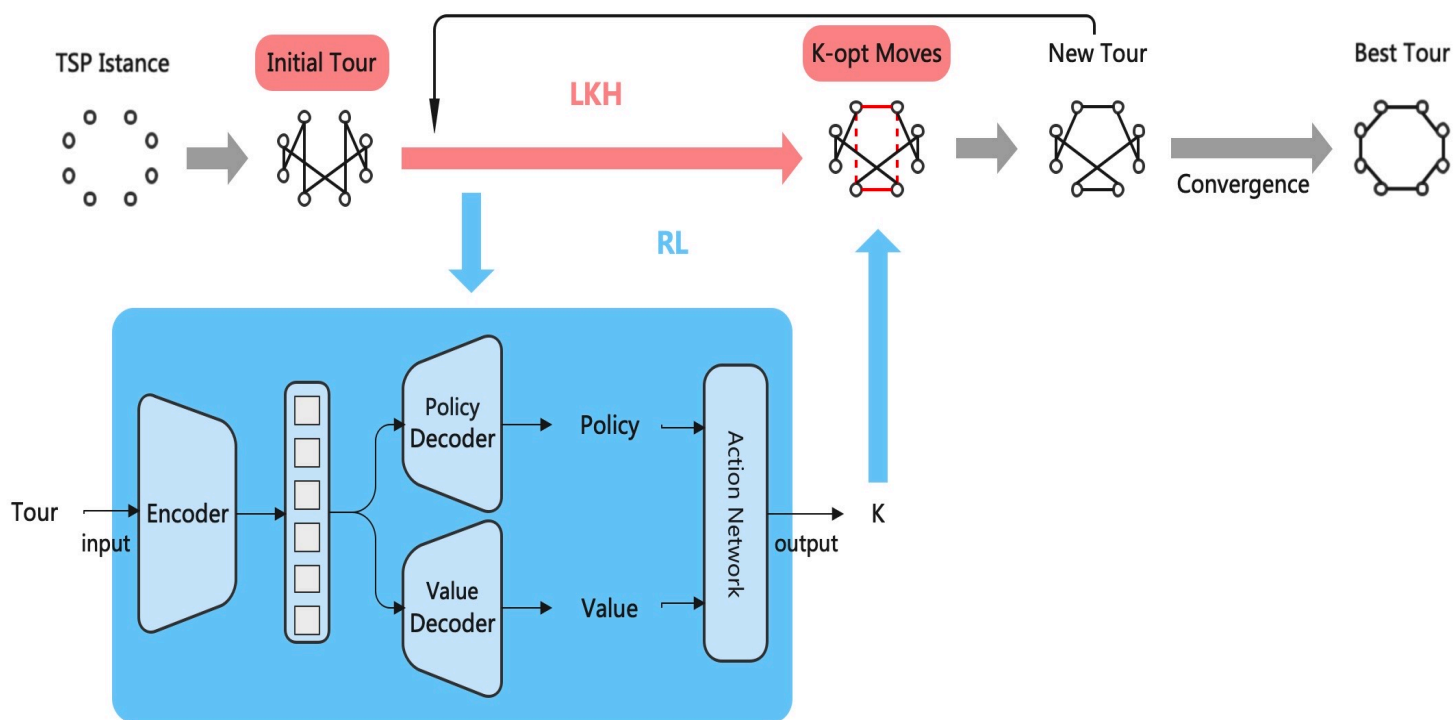 TSP Istance
Initial Tour
LKH
K-opt Moves
New Tour
Best Tour
Convergence
RL
Policy
Decoder
Policy
Tour
input
Encoder
Action Network
output
K
Value
Decoder
Value